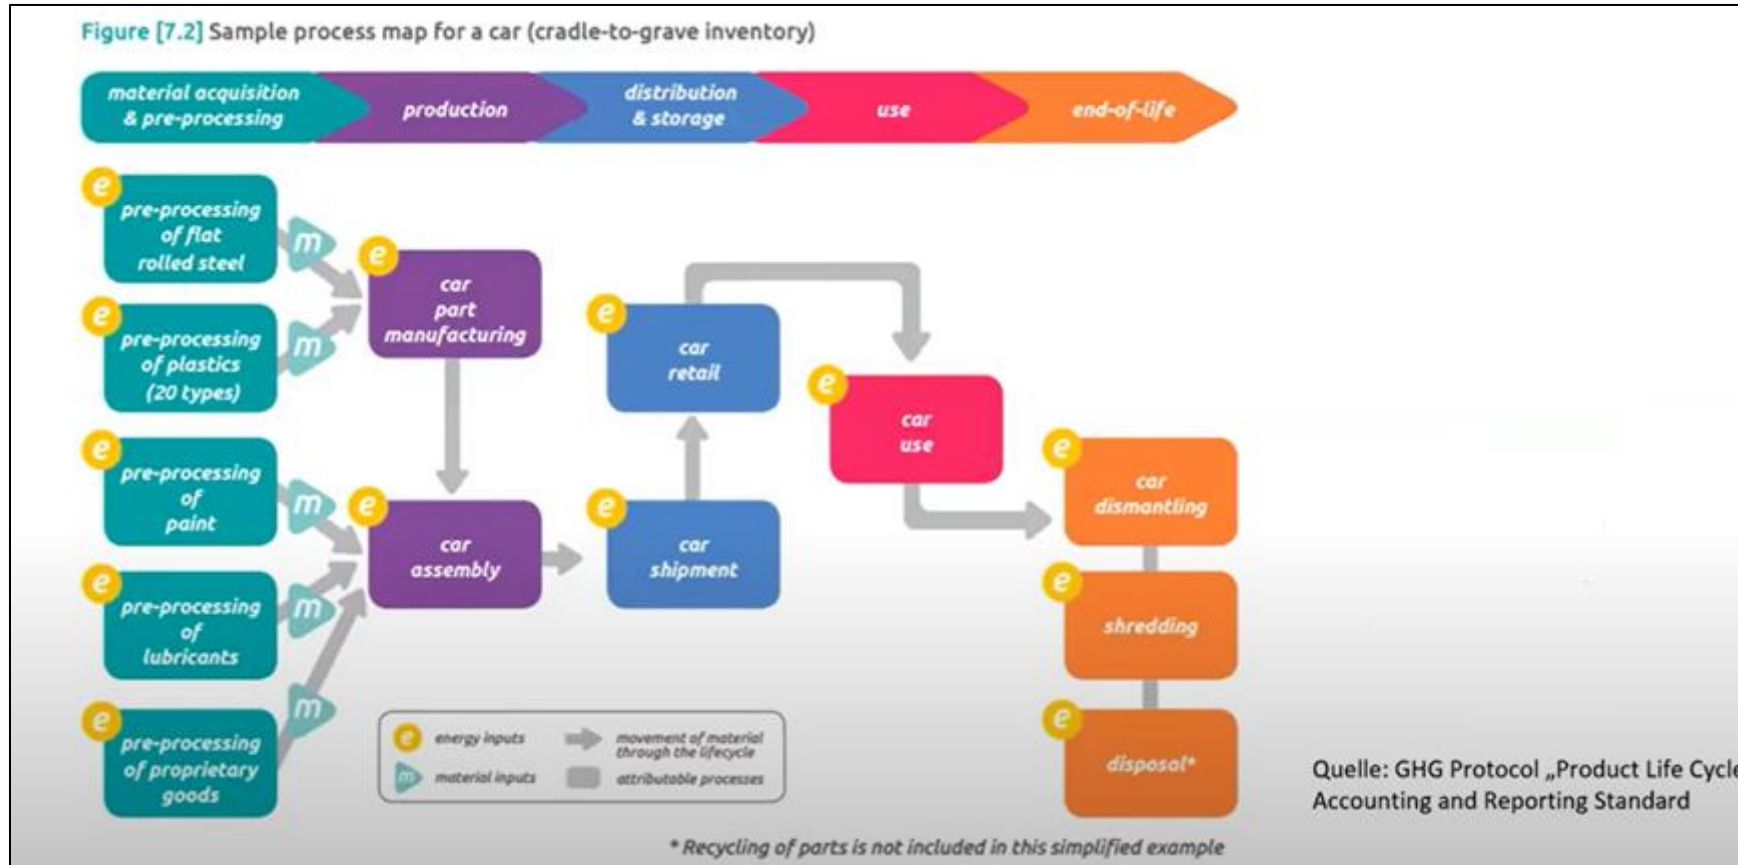 Figure [7.2] Sample process map for a car (cradle-to-grave inventory)
material acquisition
& pre-processing
production
distribution
& storage
use
end-of-life
e
pre-processing
of flat
rolled steel
m
e
pre-processing
of plastics
(20 types)
m
e
pre-processing
of
paint
m
e
pre-processing
of
lubricants
m
e
pre-processing
of proprietary
goods
m
e
car
part
manufacturing
e
car
assembly
e
car
retail
e
car
shipment
e
car
use
e
car
dismantling
e
shredding
e
disposal*
e energy inputs
m material inputs
movement of material
through the lifecycle
attributable processes
Quelle: GHG Protocol „Product Life Cycle
Accounting and Reporting Standard
* Recycling of parts is not included in this simplified example